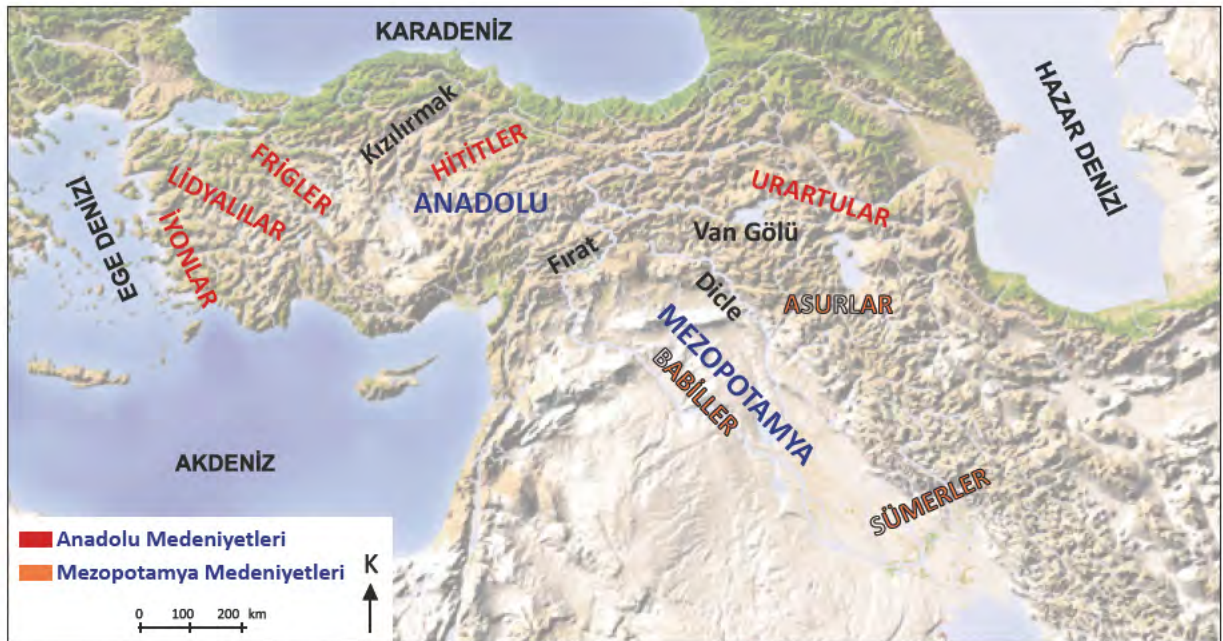 KARADENİZ
HAZAR DENİZİ
EGE DENİZİ
Kızılırmak
FRİGLER
HİTİTLER
LİDYALILAR
ANADOLU
URARTULAR
İYONLAR
Van Gölü
Fırat
Dicle
ASURLAR
MEZOPOTAMYA
BABİLLER
AKDENİZ
SÜMERLER
Anadolu Medeniyetleri
Mezopotamya Medeniyetleri
K
0 100 200 km